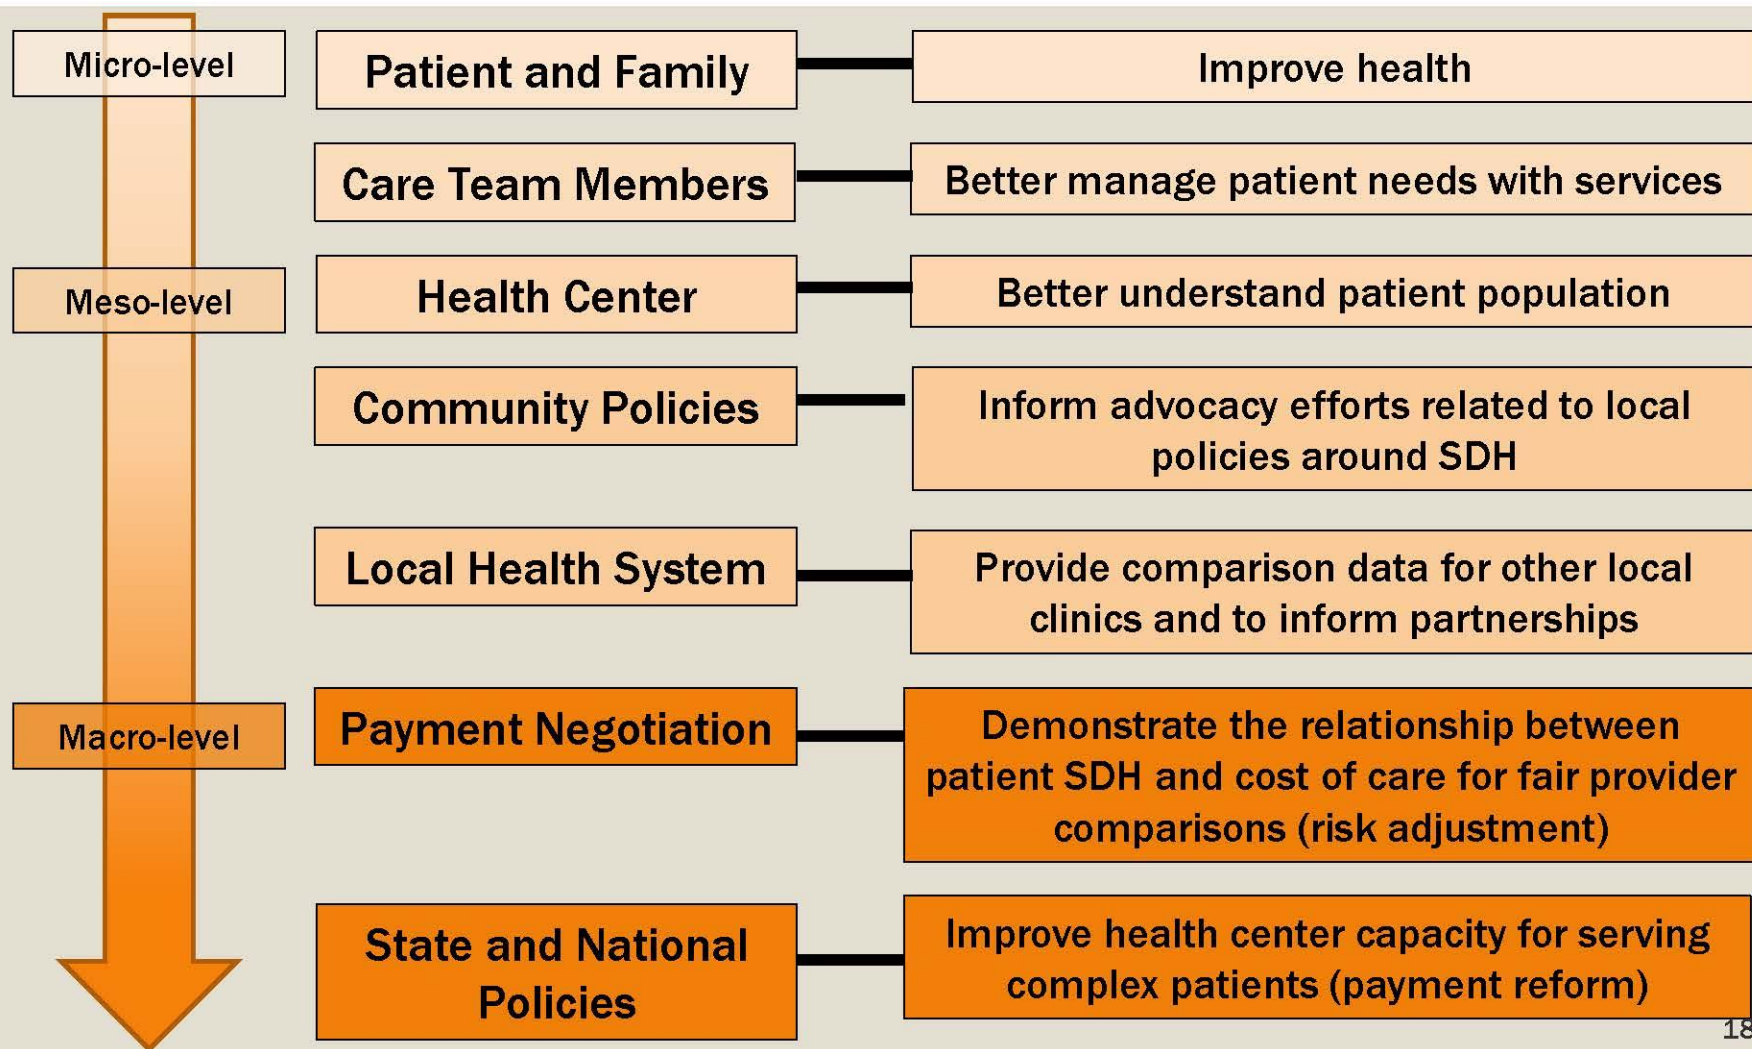 Micro-level
Patient and Family
Improve health
Care Team Members
Better manage patient needs with services
Meso-level
Health Center
Better understand patient population
Community Policies
Inform advocacy efforts related to local
policies around SDH
Local Health System
Provide comparison data for other local
clinics and to inform partnerships
Macro-level
Payment Negotiation
Demonstrate the relationship between
patient SDH and cost of care for fair provider
comparisons (risk adjustment)
State and National
Policies
Improve health center capacity for serving
complex patients (payment reform)
18